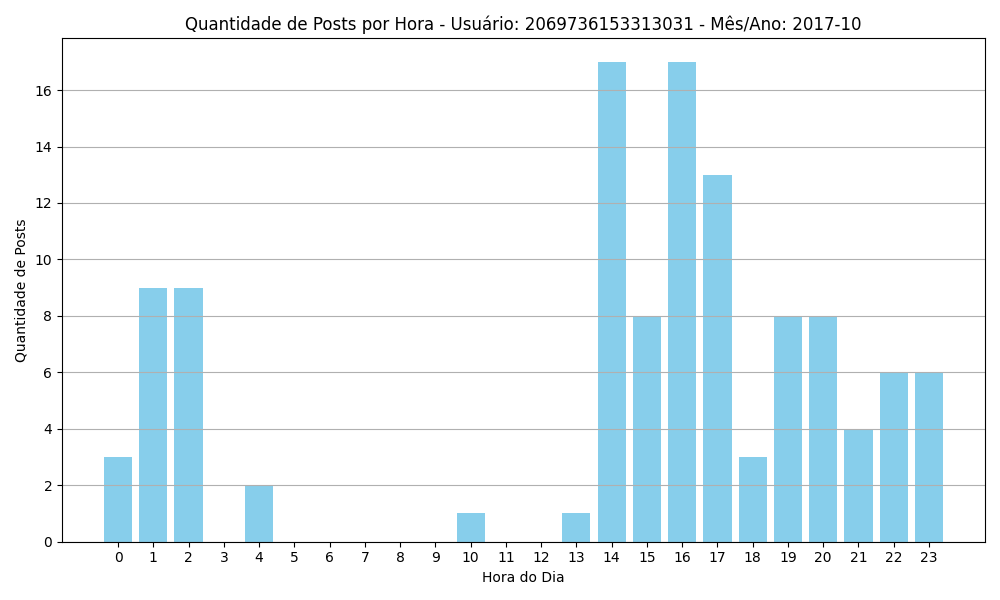 Quantidade de Posts por Hora - Usuário: 2069736153313031 - Mês/Ano: 2017-10
Quantidade de Posts
16
14
12
10
8
6
4
2
0
0 1 2 3 4 5 6 7 8 9 10 11 12 13 14 15 16 17 18 19 20 21 22 23
Hora do Dia